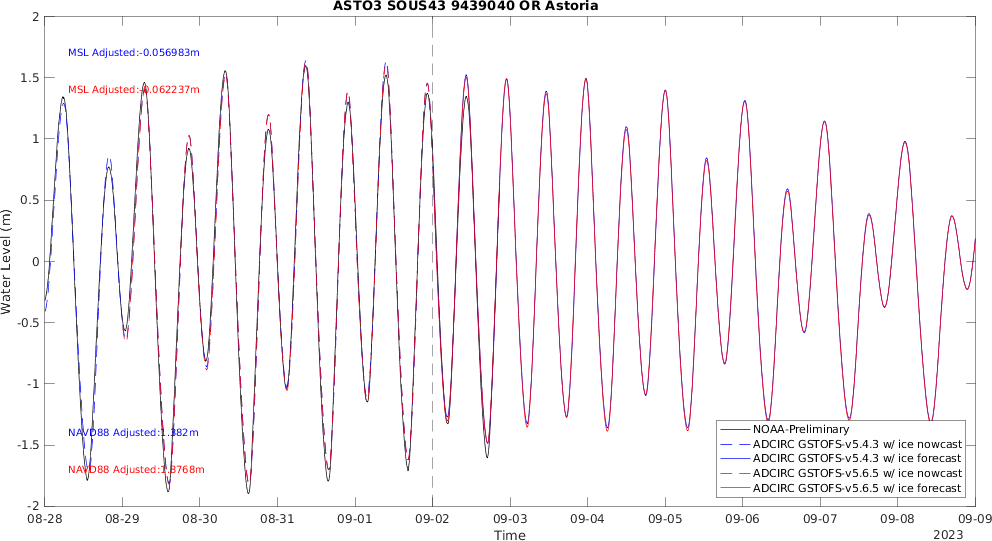 ASTO3 SOUS43 9439040 OR Astoria
MSL Adjusted:-0.056983m
MSL Adjusted:-0.062237m
NAVD88 Adjusted:1.382m
NAVD88 Adjusted:1.3768m
Water Level (m)
2
1.5
1
0.5
0
-0.5
-1
-1.5
-2
NOAA-Preliminary
ADCIRC GSTOFS-v5.4.3 w/ ice nowcast
ADCIRC GSTOFS-v5.4.3 w/ ice forecast
ADCIRC GSTOFS-v5.6.5 w/ ice nowcast
ADCIRC GSTOFS-v5.6.5 w/ ice forecast
08-28 08-29 08-30 08-31 09-01 09-02 09-03 09-04 09-05 09-06 09-07 09-08 09-09
Time
2023